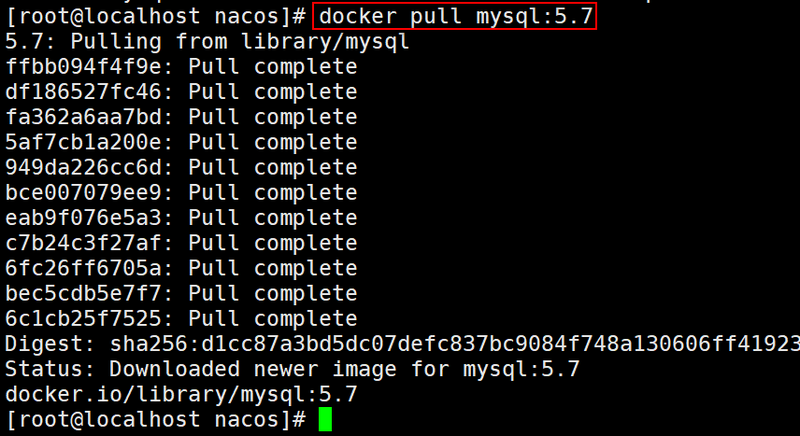 [root@localhost nacos]# docker pull mysql:5.7
5.7: Pulling from library/mysql
ffbb094f4f9e: Pull complete
df186527fc46: Pull complete
fa362a6aa7bd: Pull complete
5af7cb1a200e: Pull complete
949da226cc6d: Pull complete
bce007079ee9: Pull complete
eab9f076e5a3: Pull complete
c7b24c3f27af: Pull complete
6fc26ff6705a: Pull complete
bec5cdb5e7f7: Pull complete
6c1cb25f7525: Pull complete
Digest: sha256:d1cc87a3bd5dc07defc837bc9084f748a130606ff41923
Status: Downloaded newer image for mysql:5.7
docker.io/library/mysql:5.7
[root@localhost nacos]#